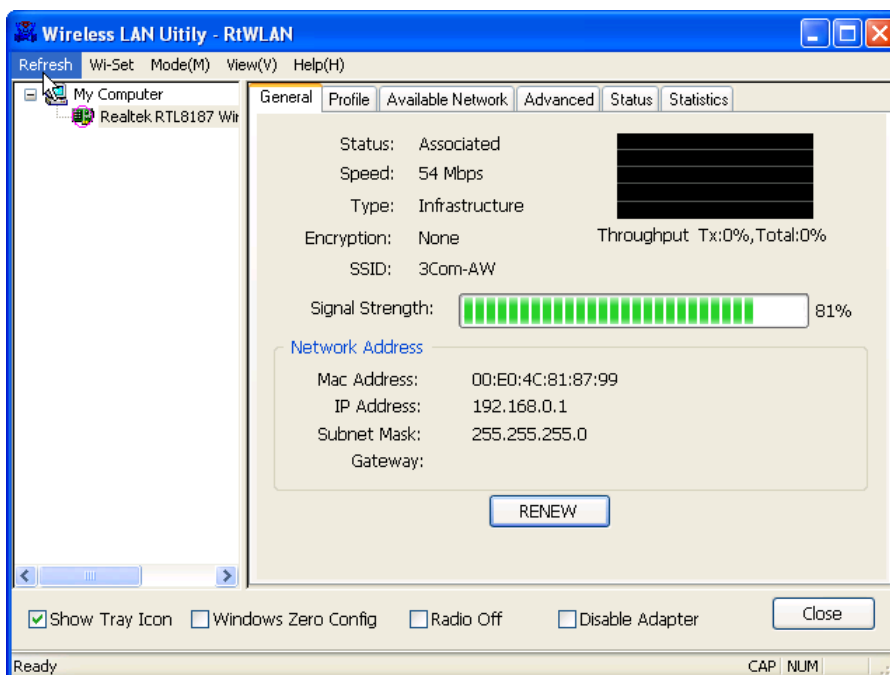 Wireless LAN Uitily - RtWLAN
Refresh Wi-Set Mode(M) View(V) Help(H)
My Computer
Realtek RTL8187 Wir
General Profile Available Network Advanced Status Statistics
Status: Associated
Speed: 54 Mbps
Type: Infrastructure
Encryption: None
SSID: 3Com-AW
Throughput Tx:0%,Total:0%
Signal Strength: 81%
Network Address
Mac Address: 00:E0:4C:81:87:99
IP Address: 192.168.0.1
Subnet Mask: 255.255.255.0
Gateway:
RENEW
Show Tray Icon Windows Zero Config Radio Off Disable Adapter Close
Ready CAP NUM